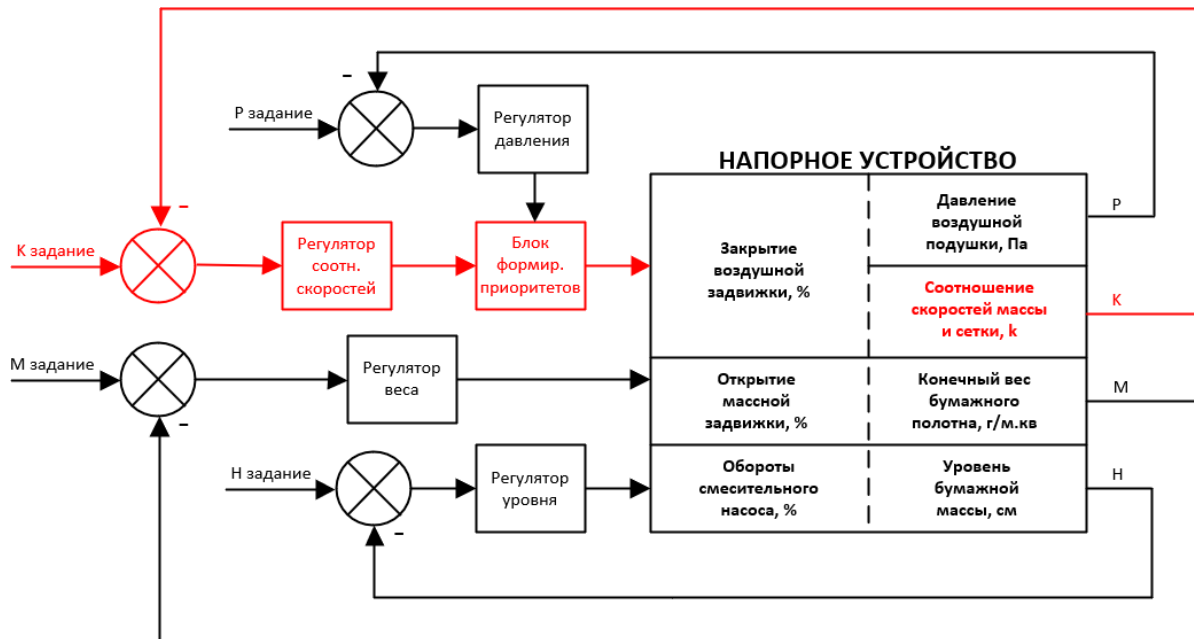 P задание
Регулятор
давления
НАПОРНОЕ УСТРОЙСТВО
К задание
Регулятор
соотн.
скоростей
Блок
формир.
приоритетов
Закрытие
воздушной
задвижки, %
Давление
воздушной
подушки, Па
P
Соотношение
скоростей массы
и сетки, k
K
М задание
Регулятор
веса
Открытие
массной
задвижки, %
Конечный вес
бумажного
полотна, г/м.кв
М
Н задание
Регулятор
уровня
Обороты
смесительного
насоса, %
Уровень
бумажной
массы, см
Н